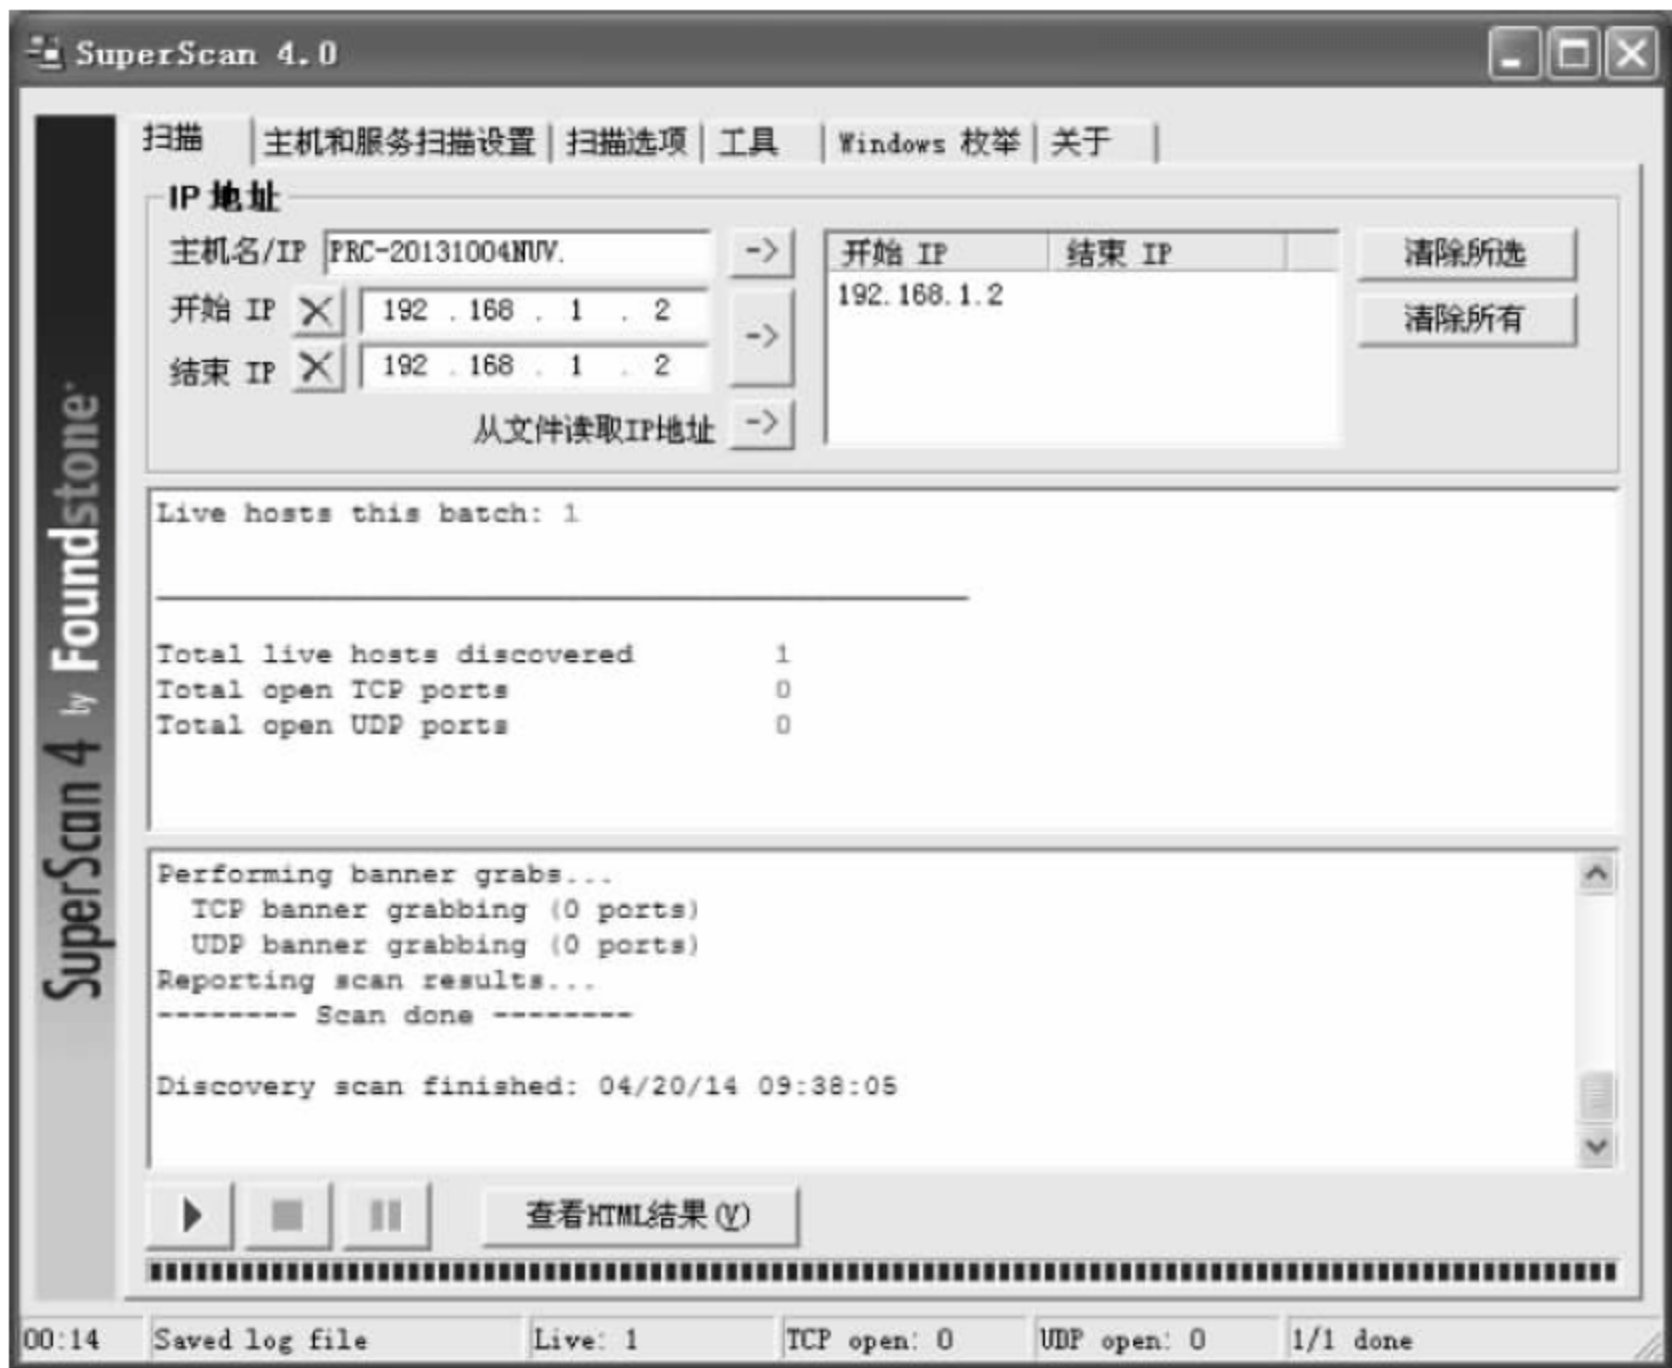 SuperScan 4.0
扫描 主机和服务扫描设置 扫描选项 工具 Windows 枚举 关于
IP 地址
主机名/IP PRC-20131004NUV. -> 开始 IP 结束 IP 清除所选
开始 IP 192 . 168 . 1 . 2 -> 192.168.1.2 清除所有
结束 IP 192 . 168 . 1 . 2
从文件读取IP地址 ->
Live hosts this batch: 1
Total live hosts discovered 1
Total open TCP ports 0
Total open UDP ports 0
Performing banner grabs...
TCP banner grabbing (0 ports)
UDP banner grabbing (0 ports)
Reporting scan results...
-------- Scan done --------
Discovery scan finished: 04/20/14 09:38:05
查看HTML结果(V)
00:14 Saved log file Live: 1 TCP open: 0 UDP open: 0 1/1 done
SuperScan 4 by Foundstone